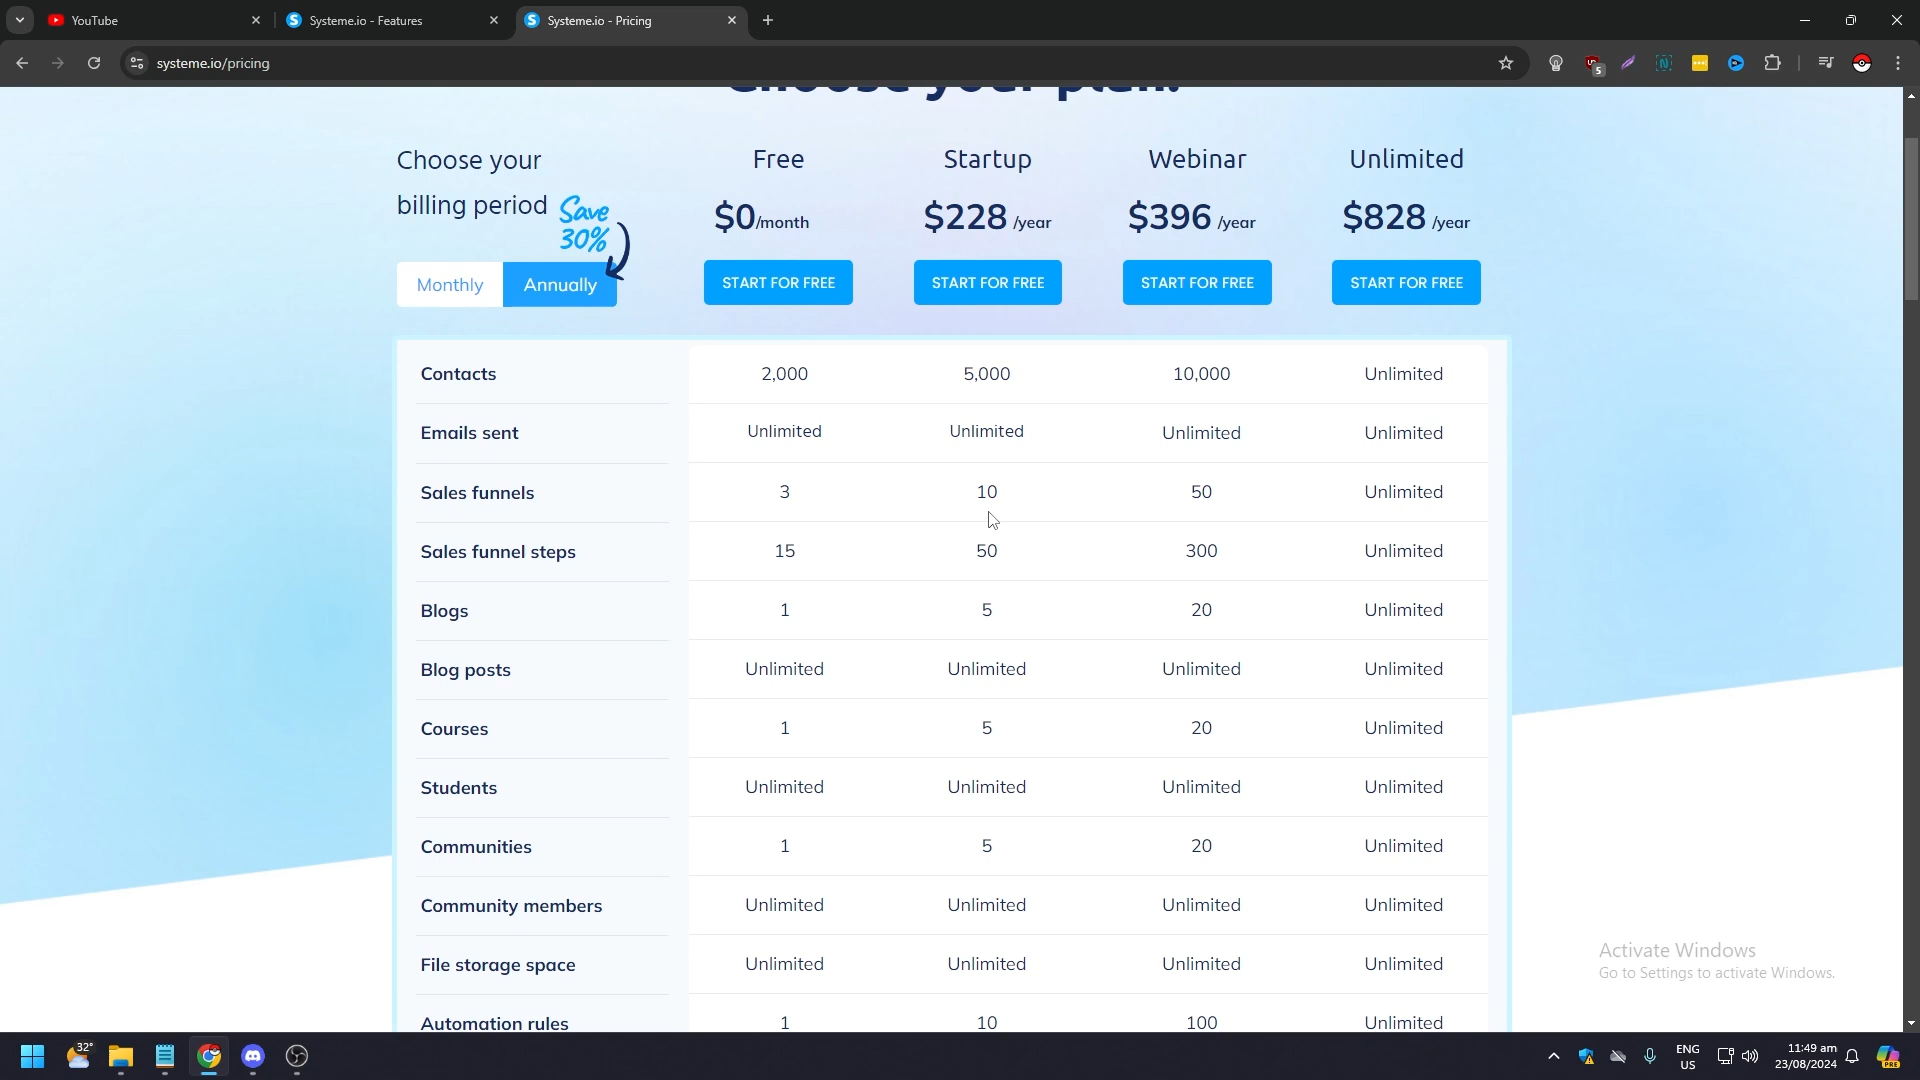 YouTube
Systeme.io - Features
Systeme.io - Pricing
systeme.io/pricing
5
Choose your plan.
Choose your
billing period
Save
30%
Monthly Annually
Free Startup Webinar Unlimited
$0/month $228 /year $396 /year $828 /year
START FOR FREE START FOR FREE START FOR FREE START FOR FREE
Contacts 2,000 5,000 10,000 Unlimited
Emails sent Unlimited Unlimited Unlimited Unlimited
Sales funnels 3 10 50 Unlimited
Sales funnel steps 15 50 300 Unlimited
Blogs 1 5 20 Unlimited
Blog posts Unlimited Unlimited Unlimited Unlimited
Courses 1 5 20 Unlimited
Students Unlimited Unlimited Unlimited Unlimited
Communities 1 5 20 Unlimited
Community members Unlimited Unlimited Unlimited Unlimited
File storage space Unlimited Unlimited Unlimited Unlimited
Automation rules 1 10 100 Unlimited
Activate Windows
Go to Settings to activate Windows.
32°
ENG
US
11:49 am
23/08/2024
PRE